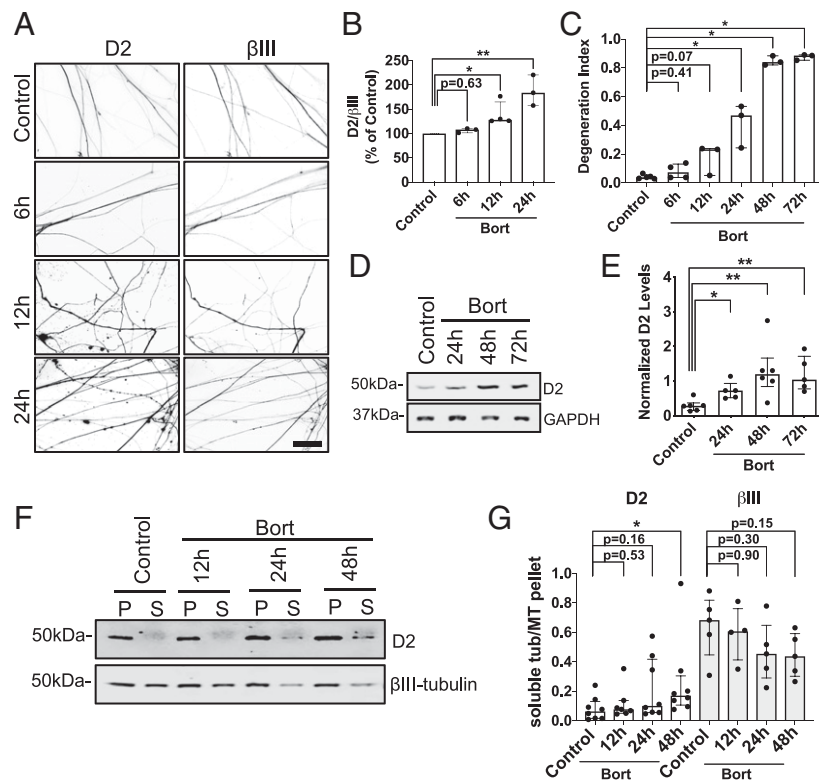 A
D2 βIII
Control
6h
12h
24h
B
D2/βIII
(% of Control)
250
200
150
100
50
0
**
*
p=0.63
Control 6h 12h 24h
Bort
C
Degeneration Index
1.0
0.8
0.6
0.4
0.2
0.0
*
*
*
p=0.07
p=0.41
Control 6h 12h 24h 48h 72h
Bort
D
Bort
Control 24h 48h 72h
50kDa- D2
37kDa- GAPDH
E
Normalized D2 Levels
4
3
2
1
0
**
**
*
Control 24h 48h 72h
Bort
F
Bort
Control 12h 24h 48h
P S P S P S P S
50kDa- D2
50kDa- βIII-tubulin
G
D2 βIII
soluble tub/MT pellet
1.0
0.8
0.6
0.4
0.2
0.0
*
p=0.16
p=0.53
p=0.15
p=0.30
p=0.90
Control 12h 24h 48h Control 12h 24h 48h
Bort Bort